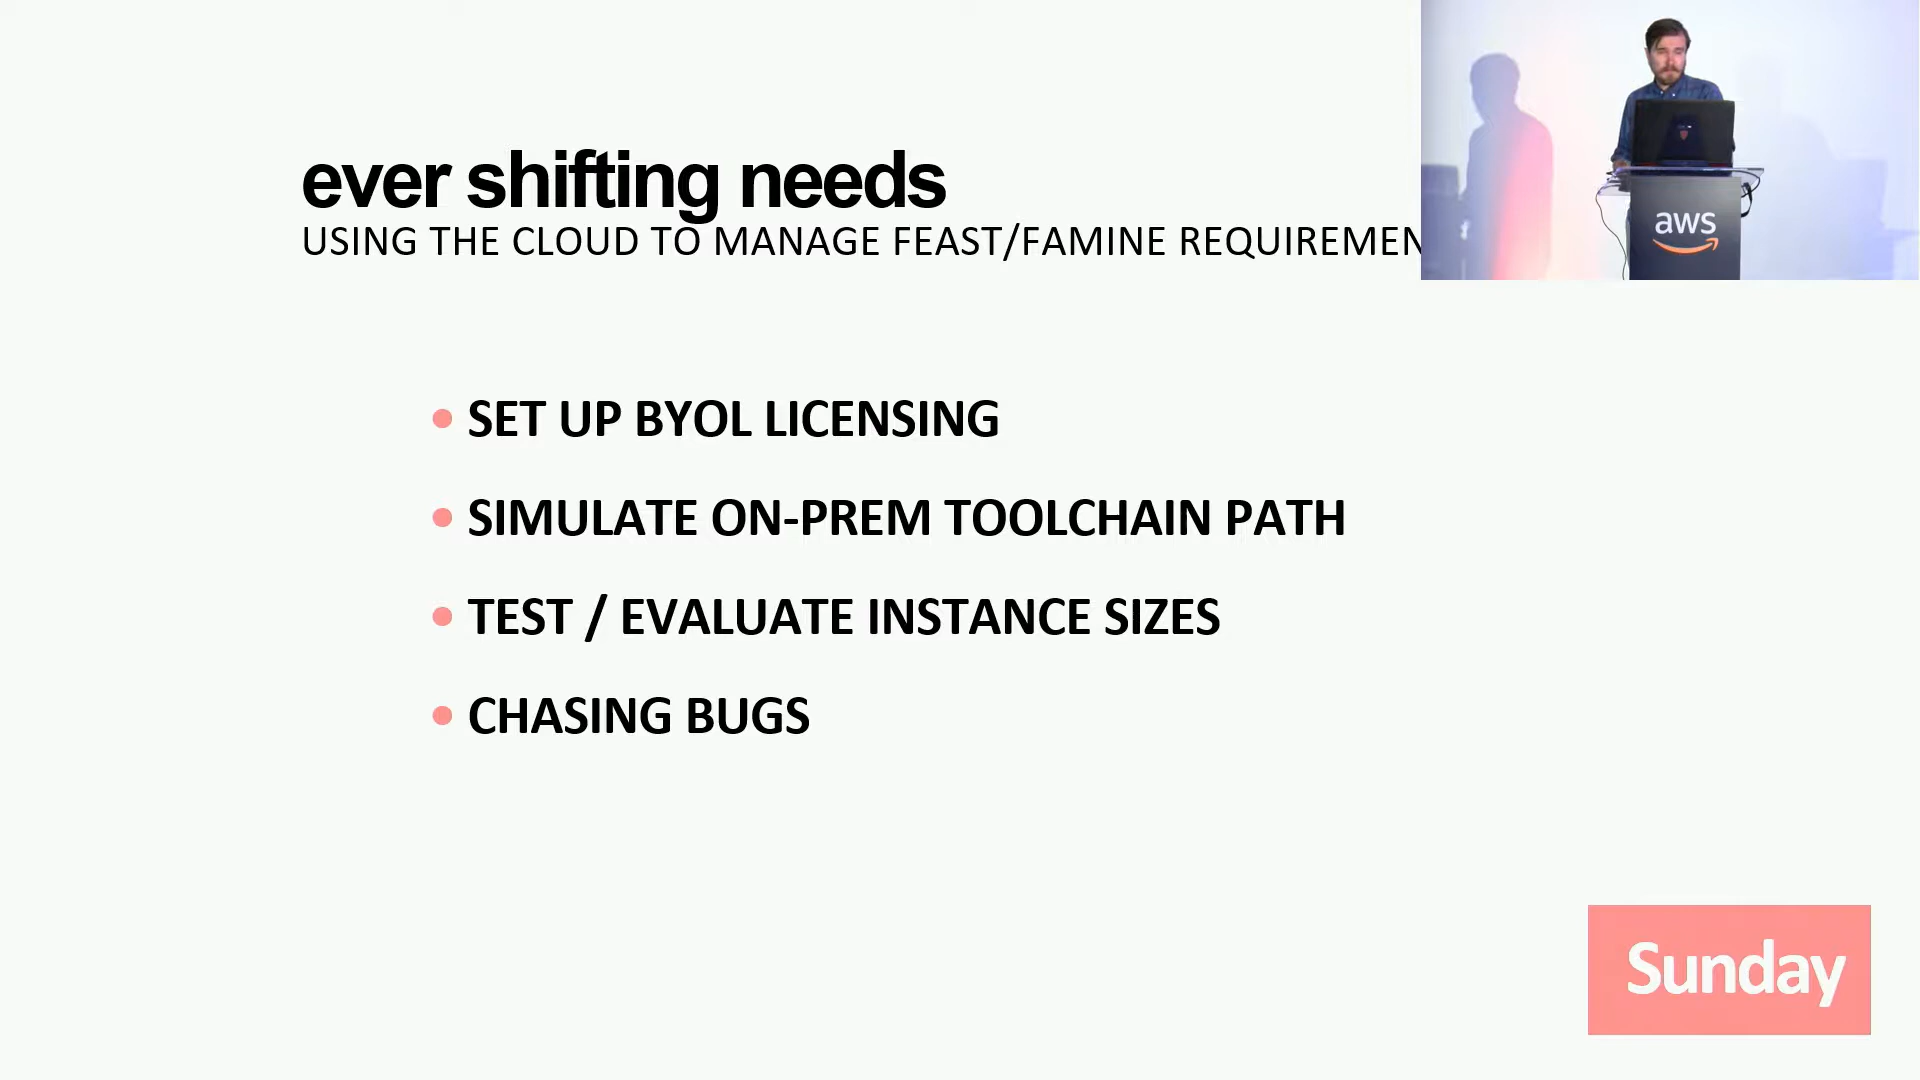 ever shifting needs
USING THE CLOUD TO MANAGE FEAST/FAMINE
aws
• SET UP BYOL LICENSING
• SIMULATE ON-PREM TOOLCHAIN PATH
• TEST / EVALUATE INSTANCE SIZES
• CHASING BUGS
Sunday